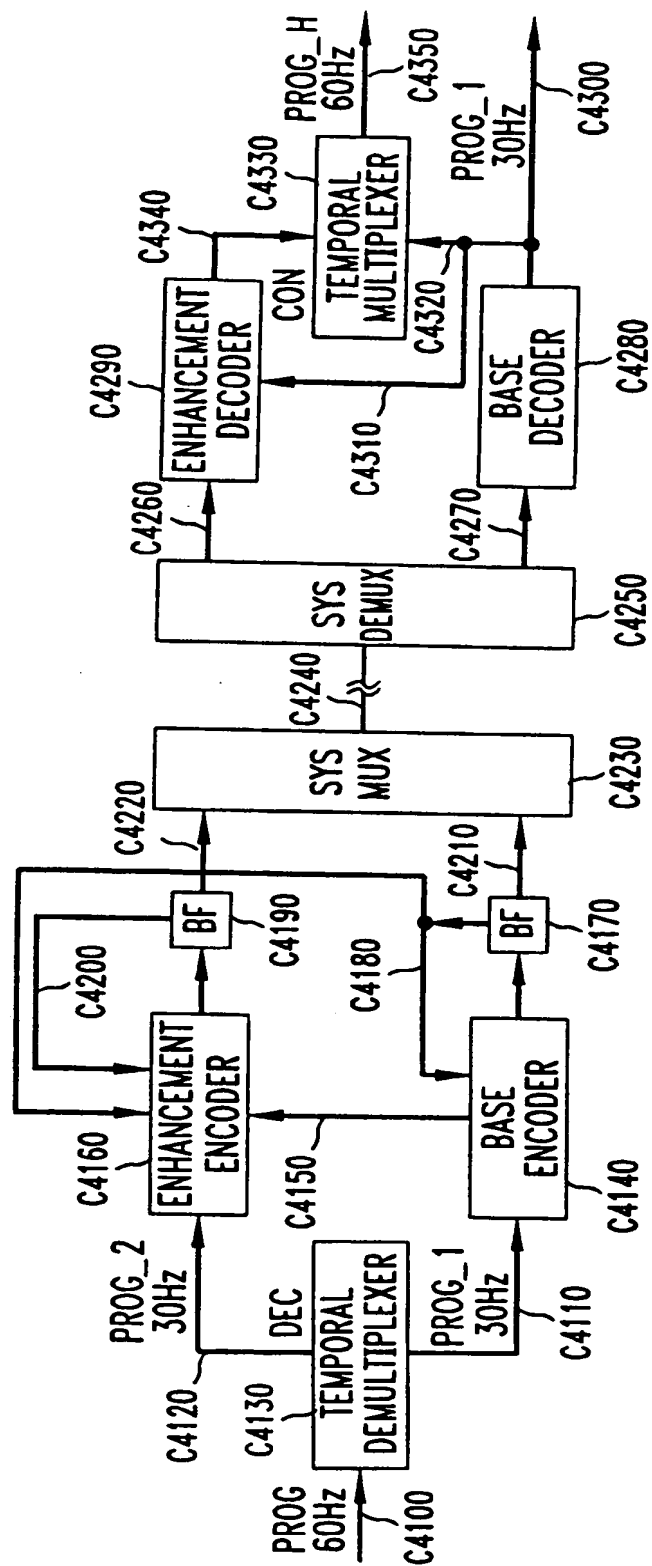 PROG
60Hz
C4100
TEMPORAL
DEMULTIPLEXER
C4130
DEC
C4120
PROG_2
30Hz
PROG_1
30Hz
C4110
C4160
ENHANCEMENT
ENCODER
C4150
BASE
ENCODER
C4140
C4200
BF
C4190
C4180
BF
C4170
C4220
C4210
SYS
MUX
C4230
C4240
SYS
DEMUX
C4250
C4260
C4270
C4290
ENHANCEMENT
DECODER
C4310
BASE
DECODER
C4280
C4340
CON
TEMPORAL
MULTIPLEXER
C4330
C4320
PROG_H
60Hz
C4350
PROG_1
30Hz
C4300